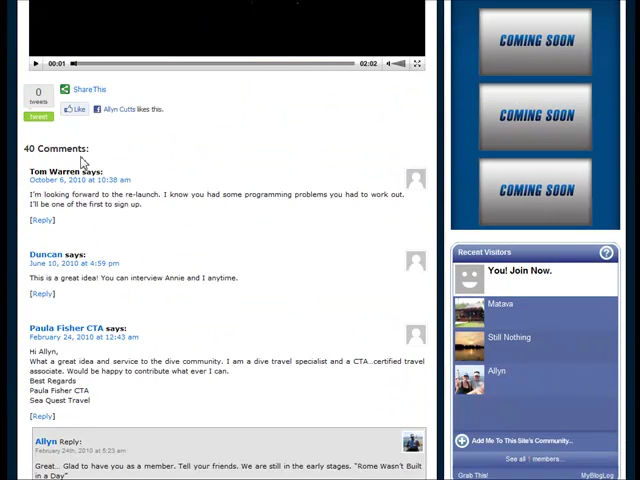 00:01
02:02
0
tweets
tweet
ShareThis
Like
Allyn Cutts likes this.
40 Comments:
Tom Warren says:
October 6, 2010 at 10:38 am
I'm looking forward to the re-launch. I know you had some programming problems you had to work out.
I'll be one of the first to sign up.
[Reply]
Duncan says:
June 10, 2010 at 4:59 pm
This is a great idea! You can interview Annie and I anytime.
[Reply]
Paula Fisher CTA says:
February 24, 2010 at 12:43 am
Hi Allyn,
What a great idea and service to the dive community. I am a dive travel specialist and a CTA...certified travel
associate. Would be happy to contribute what ever I can.
Best Regards
Paula Fisher CTA
Sea Quest Travel
[Reply]
Allyn Reply:
February 24th, 2010 at 5:23 am
Great... Glad to have you as a member. Tell your friends. We are still in the early stages. "Rome Wasn't Built
in a Day"
COMING SOON
COMING SOON
COMING SOON
Recent Visitors
?
You! Join Now.
Matava
Still Nothing
Allyn
Add Me To This Site's Community...
See all 1 members...
Grab This!
MyBlogLog